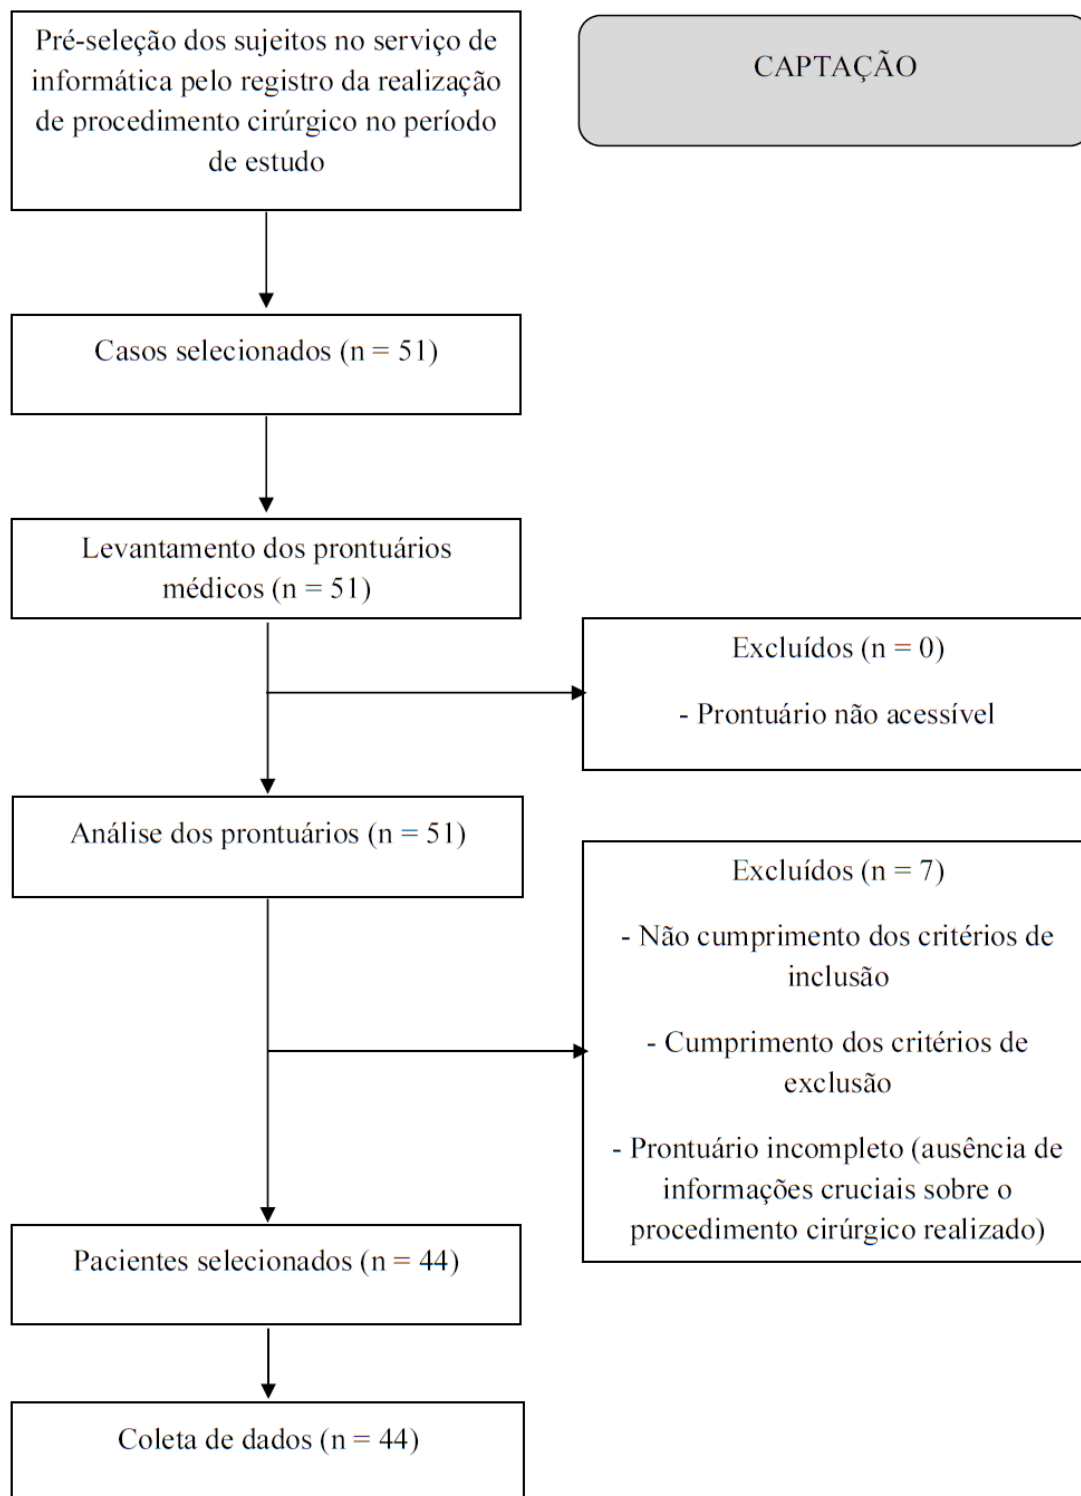 Pré-seleção dos sujeitos no serviço de
informática pelo registro da realização
de procedimento cirúrgico no período
de estudo
CAPTAÇÃO
Casos selecionados (n = 51)
Levantamento dos prontuários
médicos (n = 51)
Excluídos (n = 0)
- Prontuário não acessível
Análise dos prontuários (n = 51)
Excluídos (n = 7)
- Não cumprimento dos critérios de
inclusão
- Cumprimento dos critérios de
exclusão
- Prontuário incompleto (ausência de
informações cruciais sobre o
procedimento cirúrgico realizado)
Pacientes selecionados (n = 44)
Coleta de dados (n = 44)